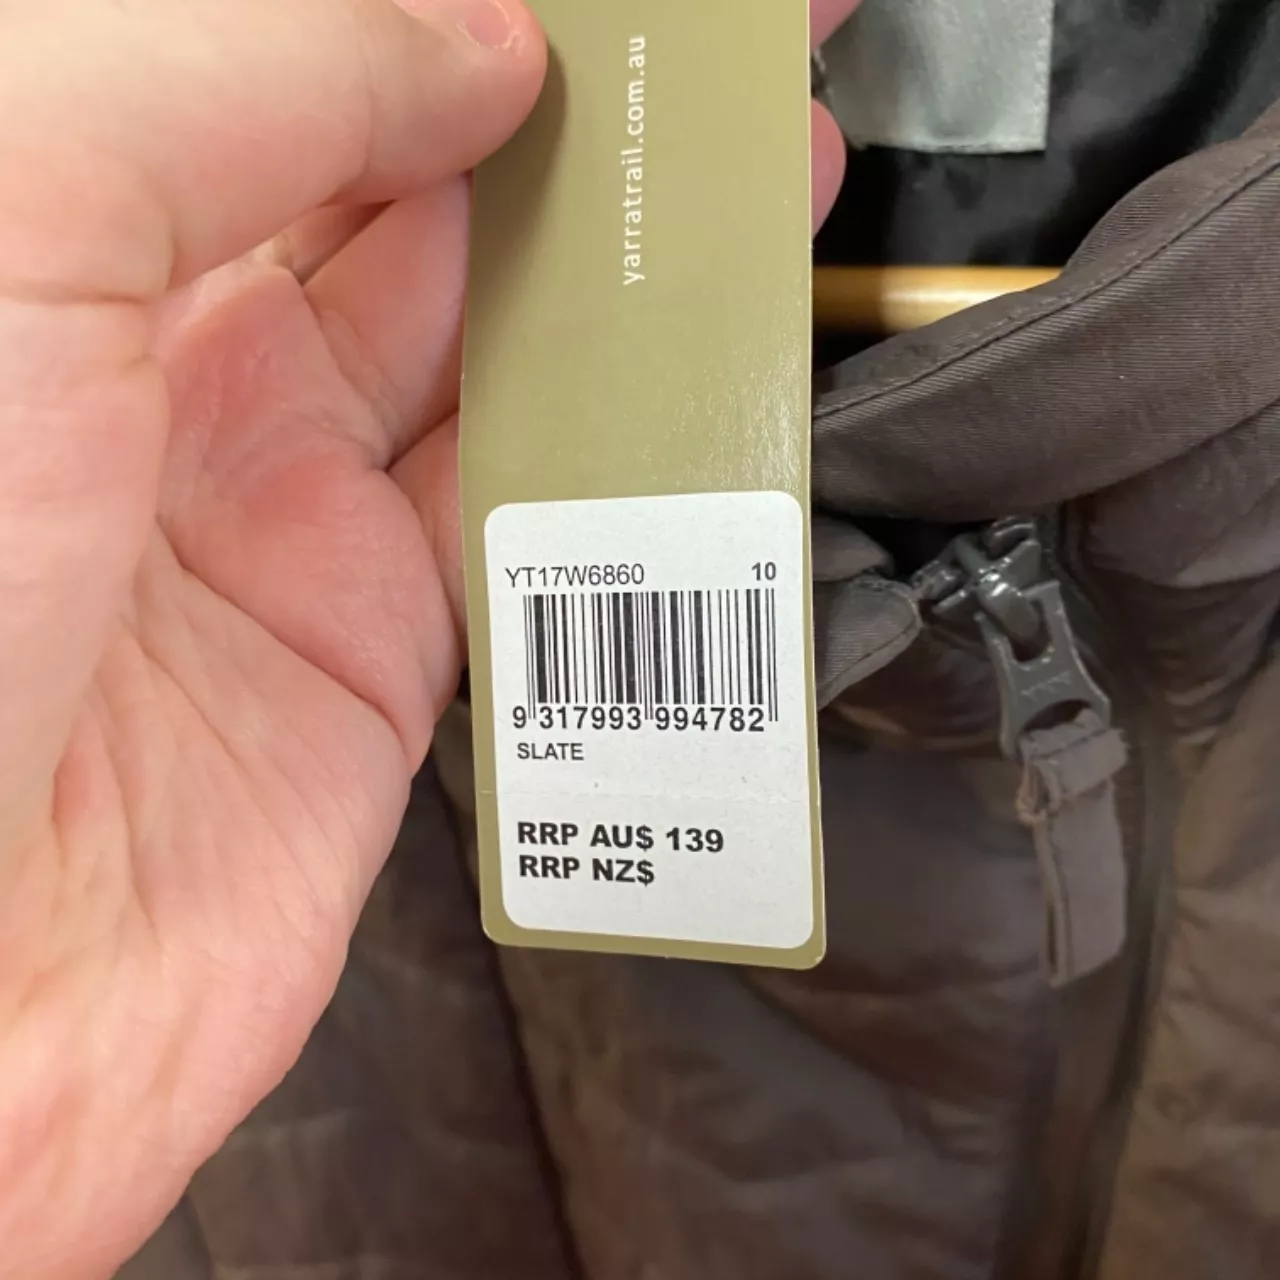 yarratrail.com.au
YT17W6860 10
9 317993 994782
SLATE
RRP AU$ 139
RRP NZ$